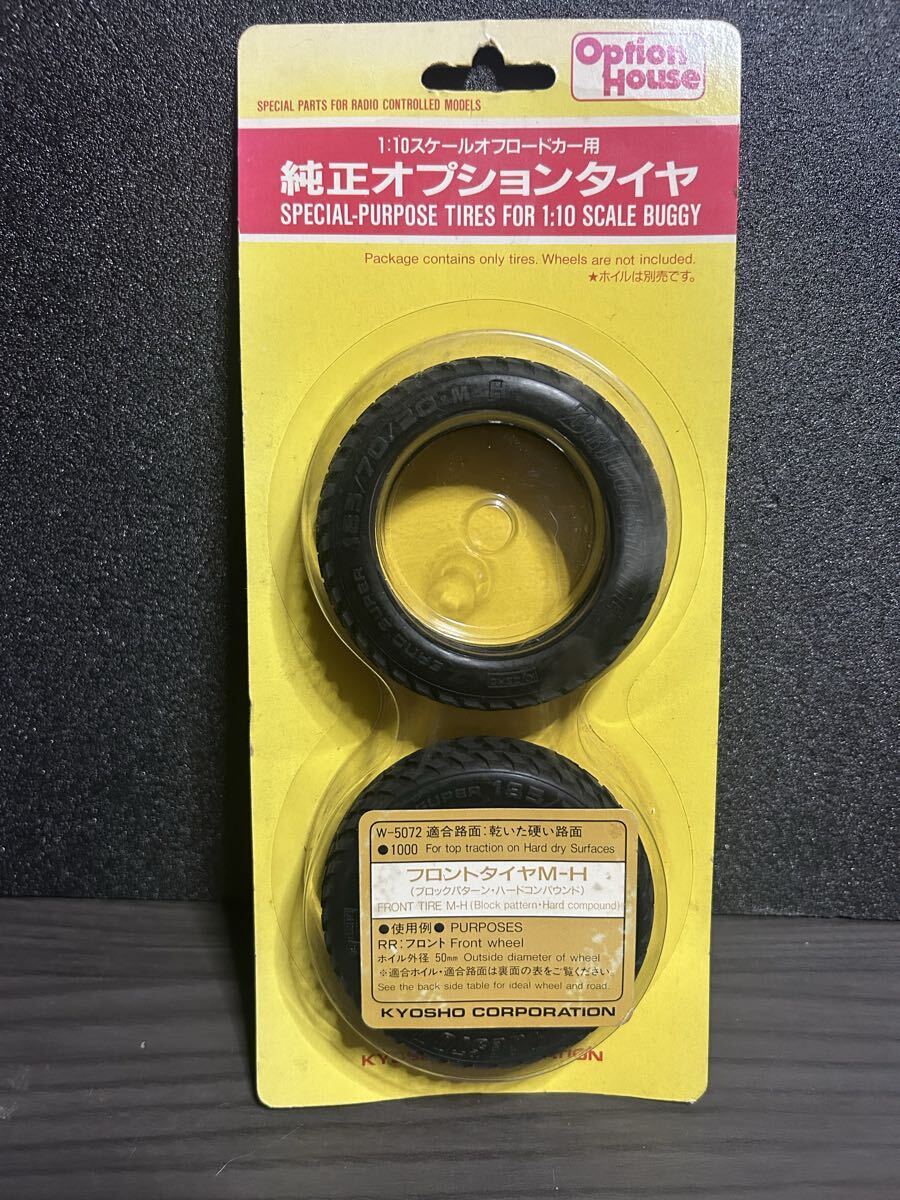 Option House
SPECIAL PARTS FOR RADIO CONTROLLED MODELS
1:10スケールオフロードカー用
純正オプションタイヤ
SPECIAL-PURPOSE TIRES FOR 1:10 SCALE BUGGY
Package contains only tires. Wheels are not included.
★ホイルは別売です。
M-H
SUPER
KYOSHO
SUPER 185
W-5072 適合路面:乾いた硬い路面
●1000 For top traction on Hard dry Surfaces
フロントタイヤM-H
(ブロックパターン・ハードコンパウンド)
FRONT TIRE M-H (Block pattern・Hard compound)
●使用例● PURPOSES
RR:フロント Front wheel
ホイル外径 50mm Outside diameter of wheel
※適合ホイル・適合路面は裏面の表をご覧ください。
See the back side table for ideal wheel and road.
KYOSHO CORPORATION